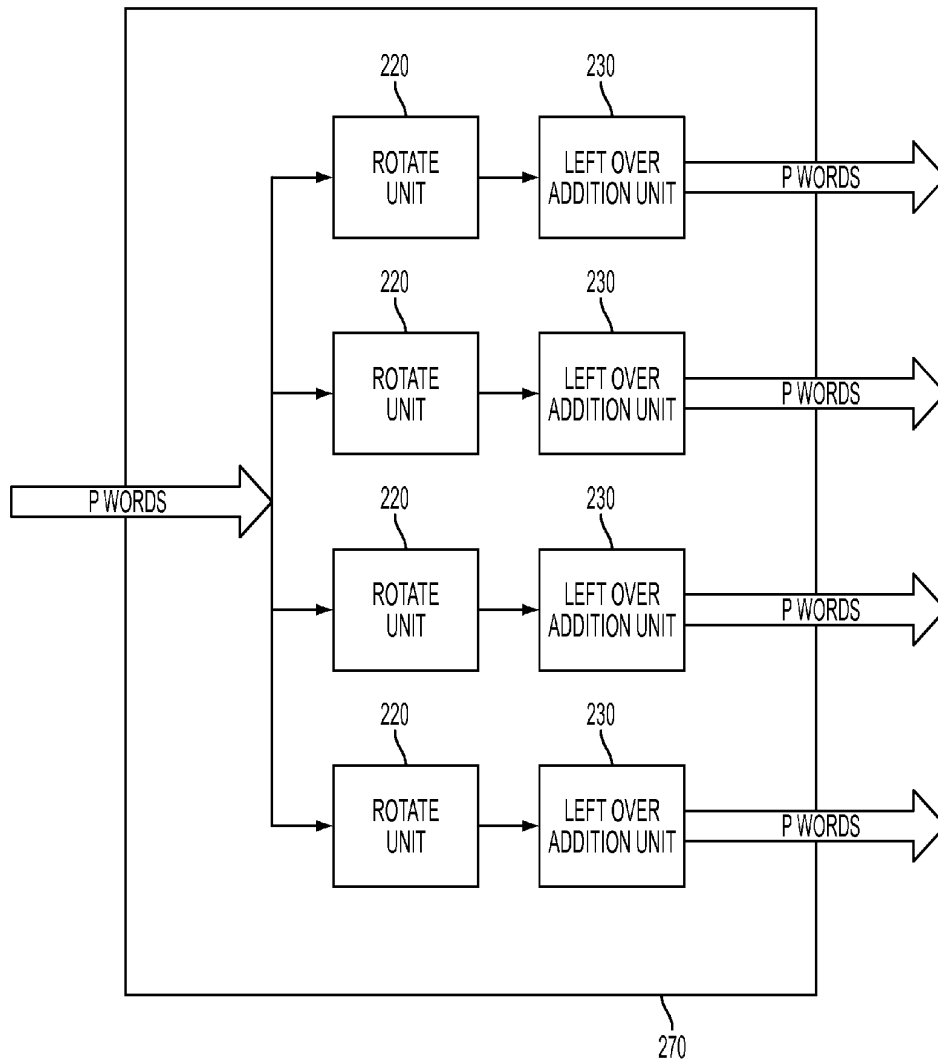 220
230
ROTATE
UNIT
LEFT OVER
ADDITION UNIT
P WORDS
220
230
ROTATE
UNIT
LEFT OVER
ADDITION UNIT
P WORDS
P WORDS
220
230
ROTATE
UNIT
LEFT OVER
ADDITION UNIT
P WORDS
220
230
ROTATE
UNIT
LEFT OVER
ADDITION UNIT
P WORDS
270